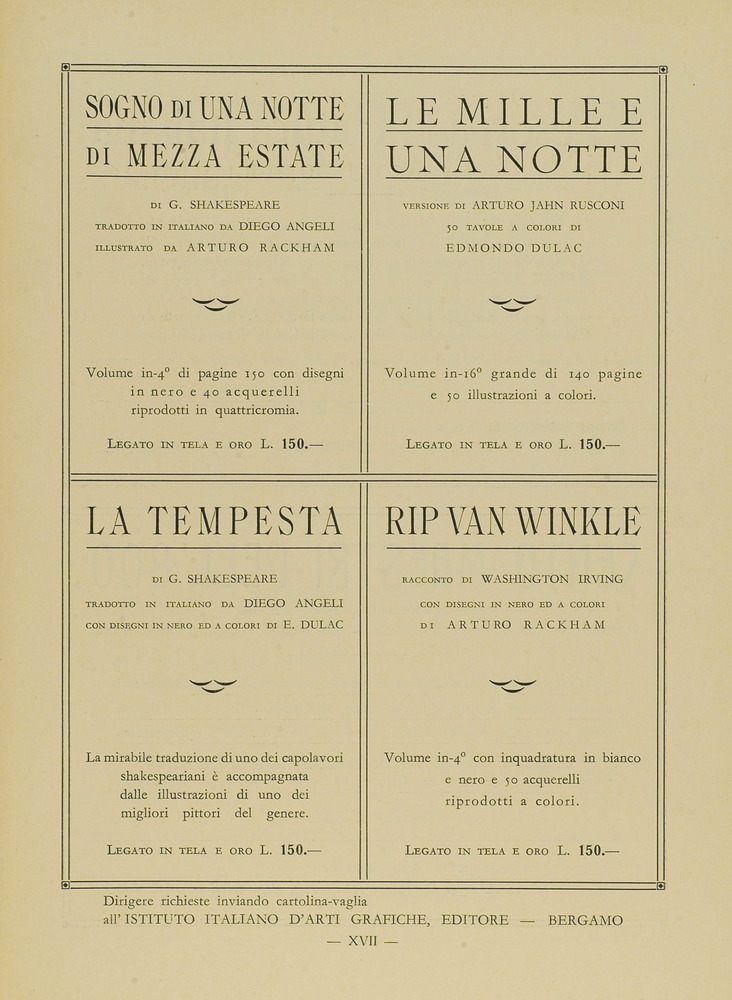 SOGNO DI UNA NOTTE
DI MEZZA ESTATE
DI G. SHAKESPEARE
TRADOTTO IN ITALIANO DA DIEGO ANGELI
ILLUSTRATO DA ARTURO RACKHAM
Volume in-4° di pagine 150 con disegni
in nero e 40 acquerelli
riprodotti in quattricromia.
LEGATO IN TELA E ORO L. 150.—
LE MILLE E
UNA NOTTE
VERSIONE DI ARTURO JAHN RUSCONI
50 TAVOLE A COLORI DI
EDMONDO DULAC
Volume in-16° grande di 140 pagine
e 50 illustrazioni a colori.
LEGATO IN TELA E ORO L. 150.—
LA TEMPESTA
DI G. SHAKESPEARE
TRADOTTO IN ITALIANO DA DIEGO ANGELI
CON DISEGNI IN NERO ED A COLORI DI E. DULAC
La mirabile traduzione di uno dei capolavori
shakespeariani è accompagnata
dalle illustrazioni di uno dei
migliori pittori del genere.
LEGATO IN TELA E ORO L. 150.—
RIP VAN WINKLE
RACCONTO DI WASHINGTON IRVING
CON DISEGNI IN NERO ED A COLORI
DI ARTURO RACKHAM
Volume in-4° con inquadratura in bianco
e nero e 50 acquerelli
riprodotti a colori.
LEGATO IN TELA E ORO L. 150.—
Dirigere richieste inviando cartolina-vaglia
all' ISTITUTO ITALIANO D'ARTI GRAFICHE, EDITORE — BERGAMO
— XVII —